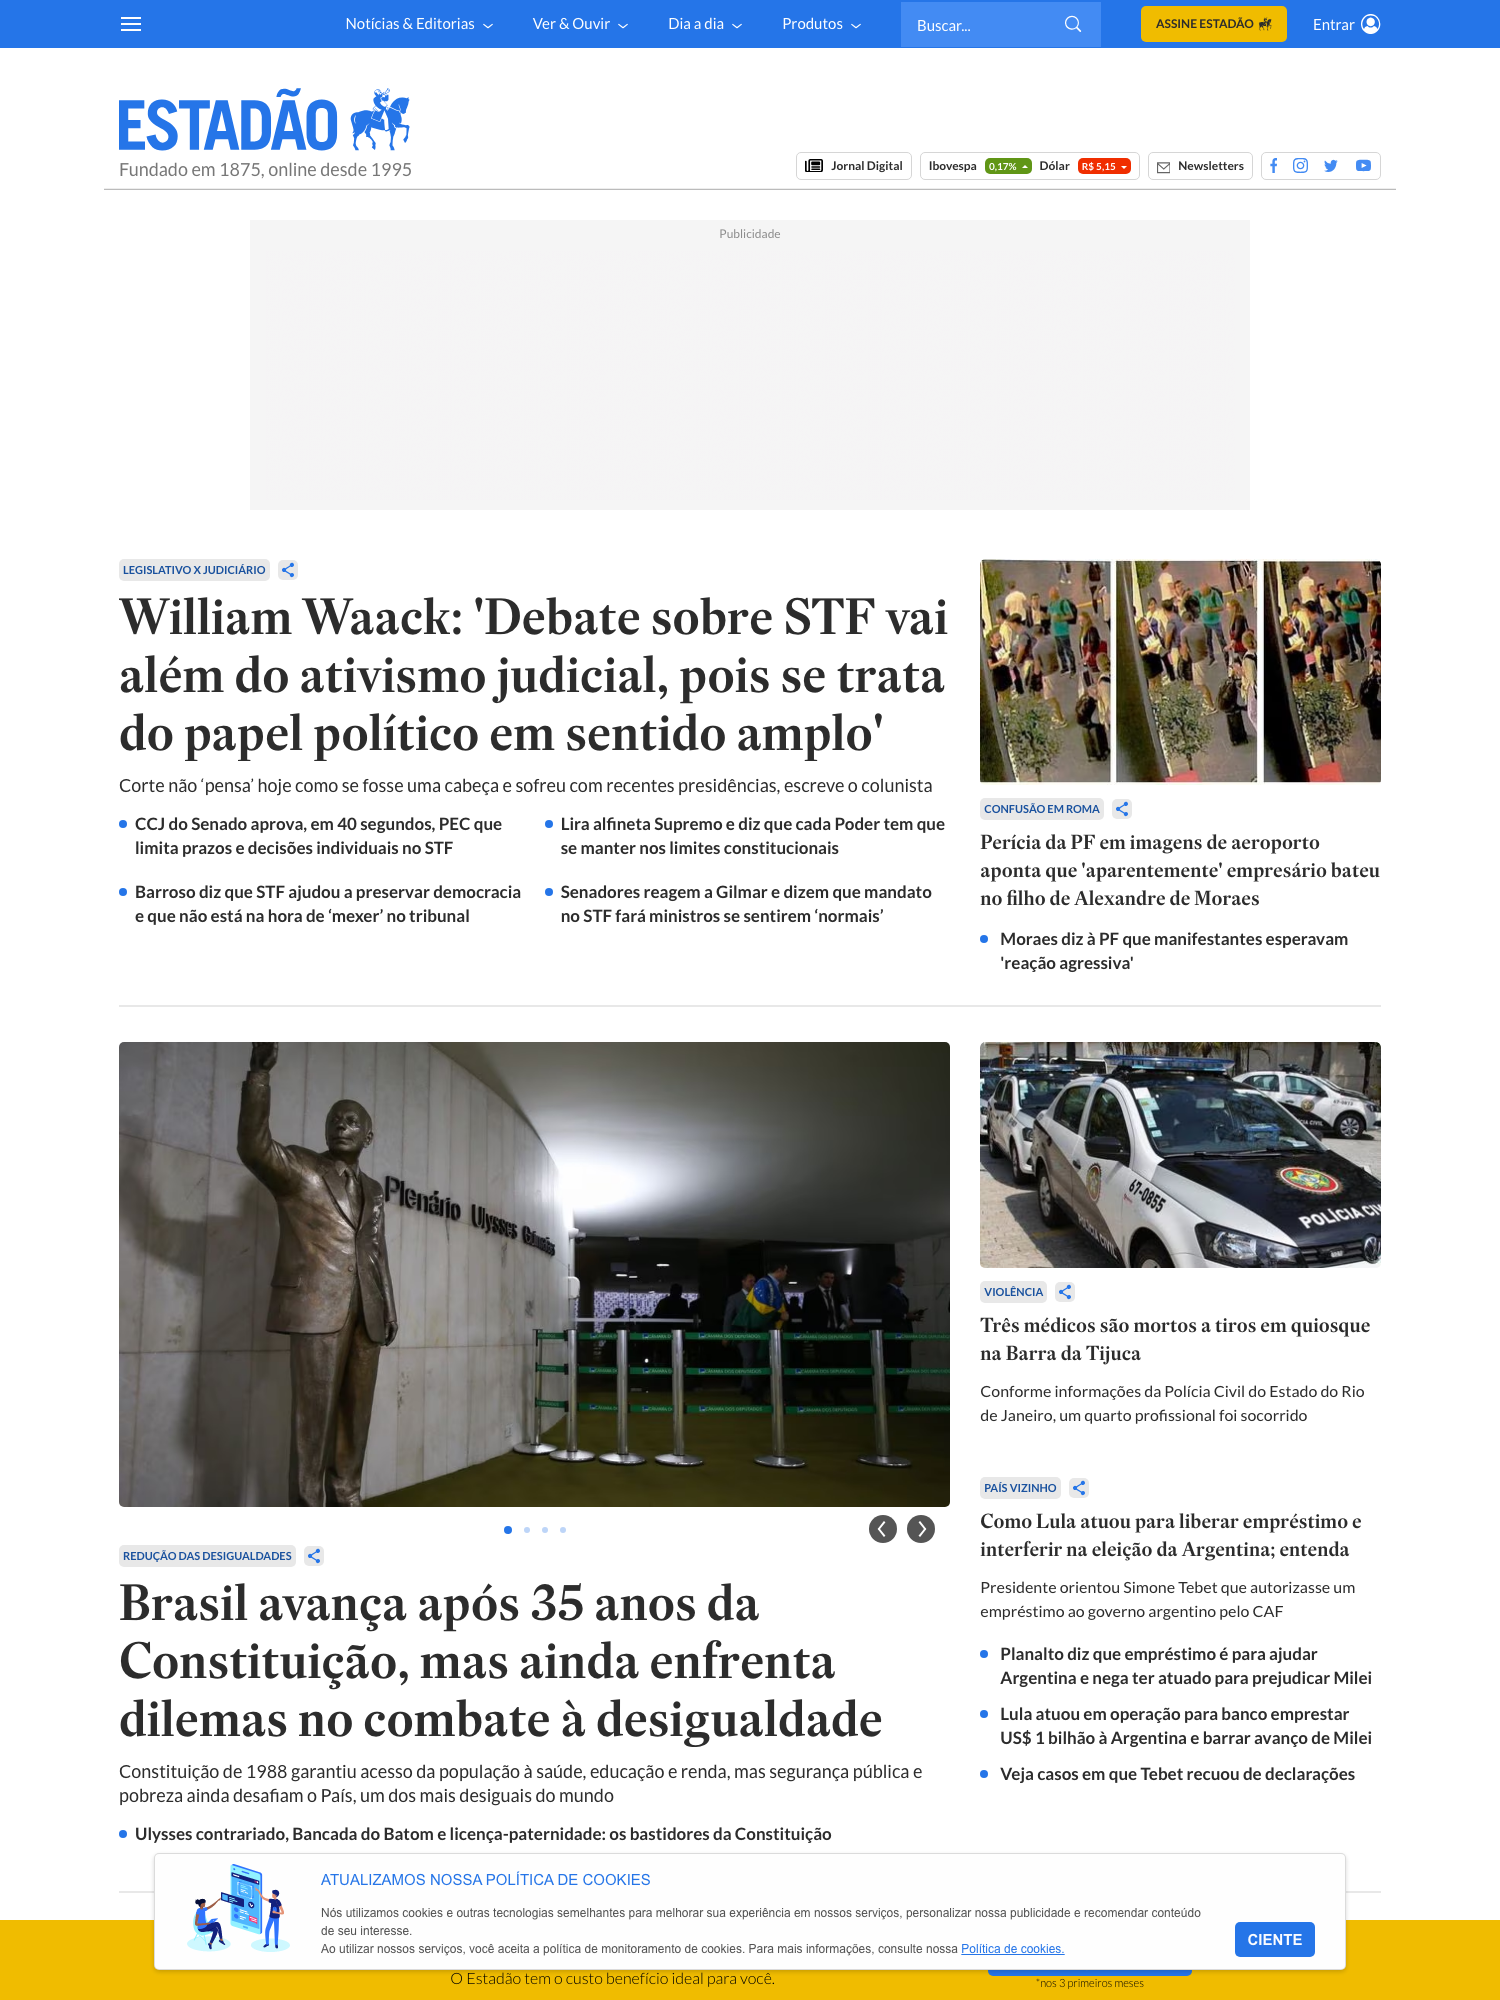 Notícias & Editorias
Ver & Ouvir
Dia a dia
Produtos
Buscar...
ASSINE ESTADÃO
Entrar
ESTADÃO
Fundado em 1875, online desde 1995
Jornal Digital
Ibovespa 0,17% Dólar R$ 5,15
Newsletters
Publicidade
LEGISLATIVO X JUDICIÁRIO
William Waack: 'Debate sobre STF vai
além do ativismo judicial, pois se trata
do papel político em sentido amplo'
Corte não ‘pensa’ hoje como se fosse uma cabeça e sofreu com recentes presidências, escreve o colunista
CCJ do Senado aprova, em 40 segundos, PEC que
limita prazos e decisões individuais no STF
Lira alfineta Supremo e diz que cada Poder tem que
se manter nos limites constitucionais
Barroso diz que STF ajudou a preservar democracia
e que não está na hora de ‘mexer’ no tribunal
Senadores reagem a Gilmar e dizem que mandato
no STF fará ministros se sentirem ‘normais’
CONFUSÃO EM ROMA
Perícia da PF em imagens de aeroporto
aponta que 'aparentemente' empresário bateu
no filho de Alexandre de Moraes
Moraes diz à PF que manifestantes esperavam
'reação agressiva'
Plenário Ulysses Guimarães
REDUÇÃO DAS DESIGUALDADES
Brasil avança após 35 anos da
Constituição, mas ainda enfrenta
dilemas no combate à desigualdade
Constituição de 1988 garantiu acesso da população à saúde, educação e renda, mas segurança pública e
pobreza ainda desafiam o País, um dos mais desiguais do mundo
Ulysses contrariado, Bancada do Batom e licença-paternidade: os bastidores da Constituição
67-0855
POLÍCIA CIVIL
VIOLÊNCIA
Três médicos são mortos a tiros em quiosque
na Barra da Tijuca
Conforme informações da Polícia Civil do Estado do Rio
de Janeiro, um quarto profissional foi socorrido
PAÍS VIZINHO
Como Lula atuou para liberar empréstimo e
interferir na eleição da Argentina; entenda
Presidente orientou Simone Tebet que autorizasse um
empréstimo ao governo argentino pelo CAF
Planalto diz que empréstimo é para ajudar
Argentina e nega ter atuado para prejudicar Milei
Lula atuou em operação para banco emprestar
US$ 1 bilhão à Argentina e barrar avanço de Milei
Veja casos em que Tebet recuou de declarações
ATUALIZAMOS NOSSA POLÍTICA DE COOKIES
Nós utilizamos cookies e outras tecnologias semelhantes para melhorar sua experiência em nossos serviços, personalizar nossa publicidade e recomendar conteúdo
de seu interesse.
Ao utilizar nossos serviços, você aceita a política de monitoramento de cookies. Para mais informações, consulte nossa Política de cookies.
CIENTE
O Estadão tem o custo benefício ideal para você.
*nos 3 primeiros meses